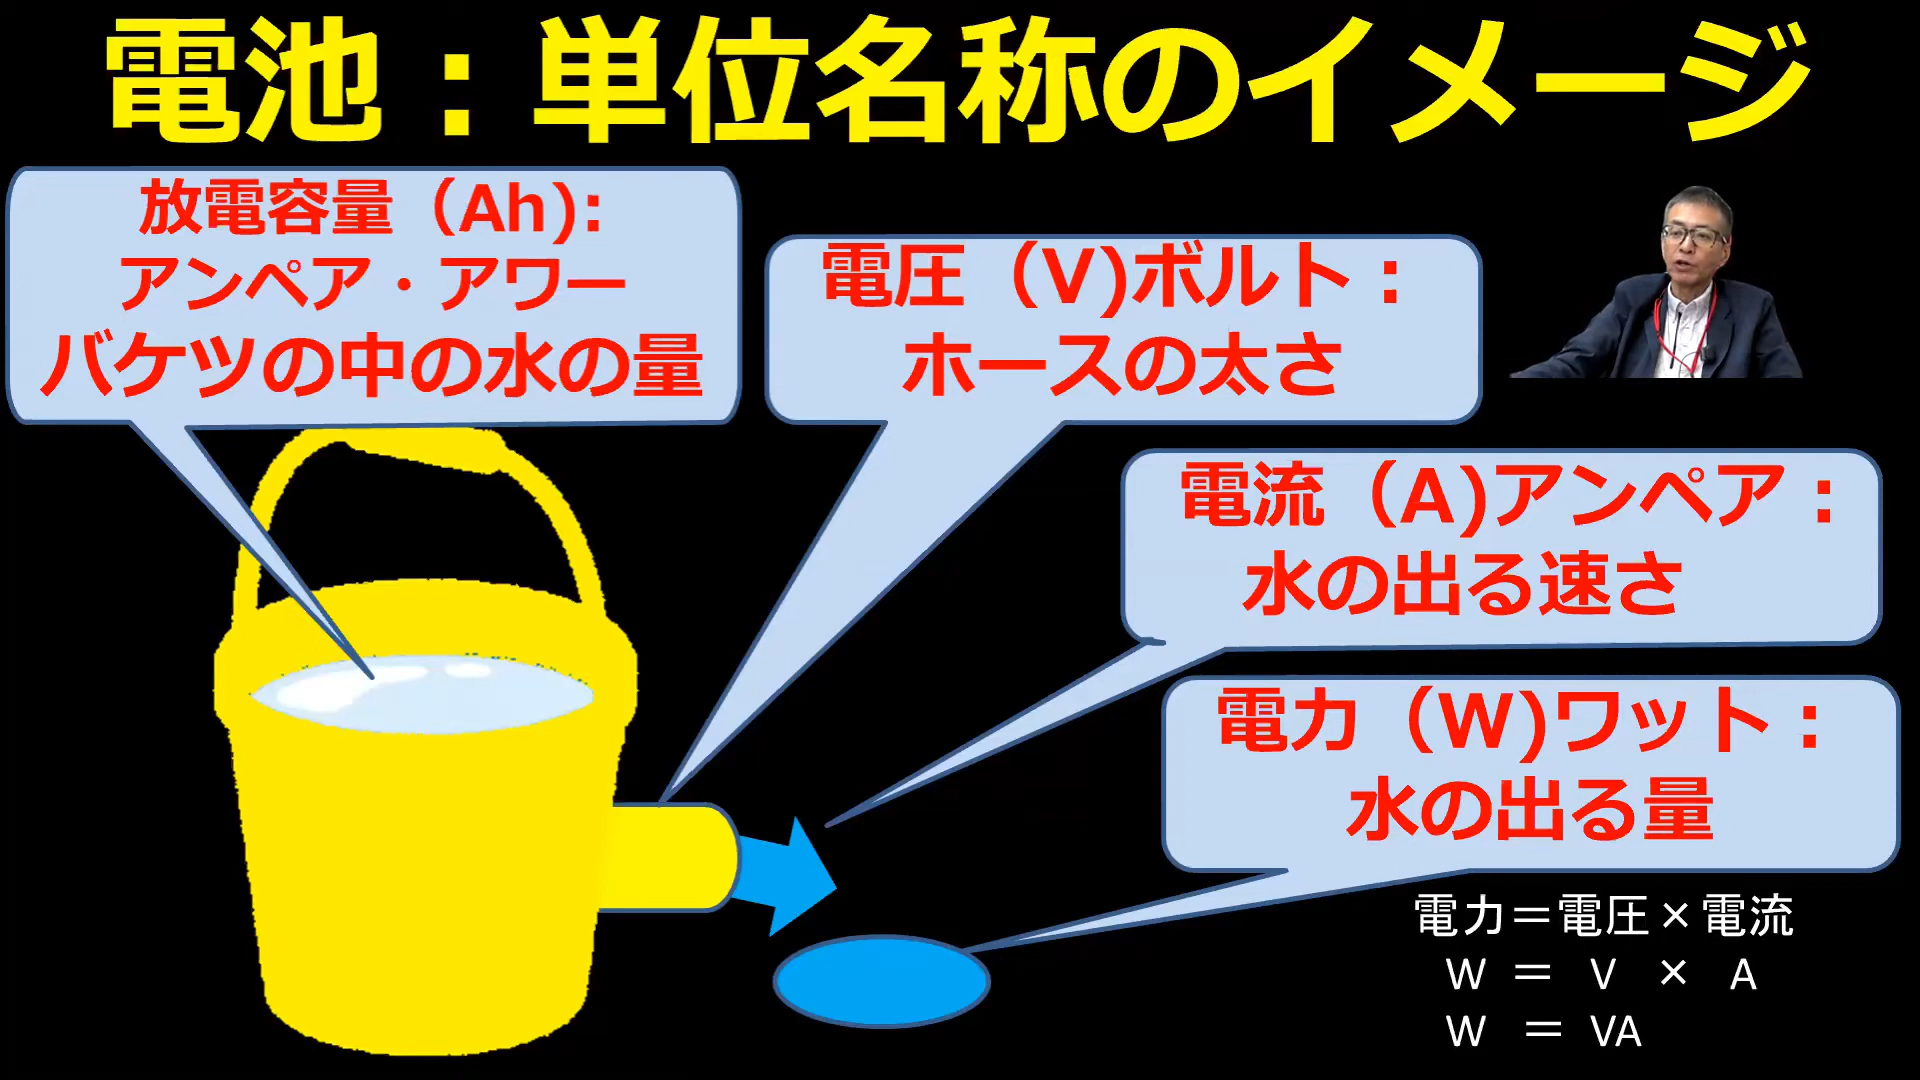 電池：単位名称のイメージ
放電容量（Ah）:
アンペア・アワー
バケツの中の水の量
電圧（V)ボルト：
ホースの太さ
電流（A)アンペア：
水の出る速さ
電力（W)ワット：
水の出る量
電力＝電圧×電流
W ＝ V × A
W ＝ VA